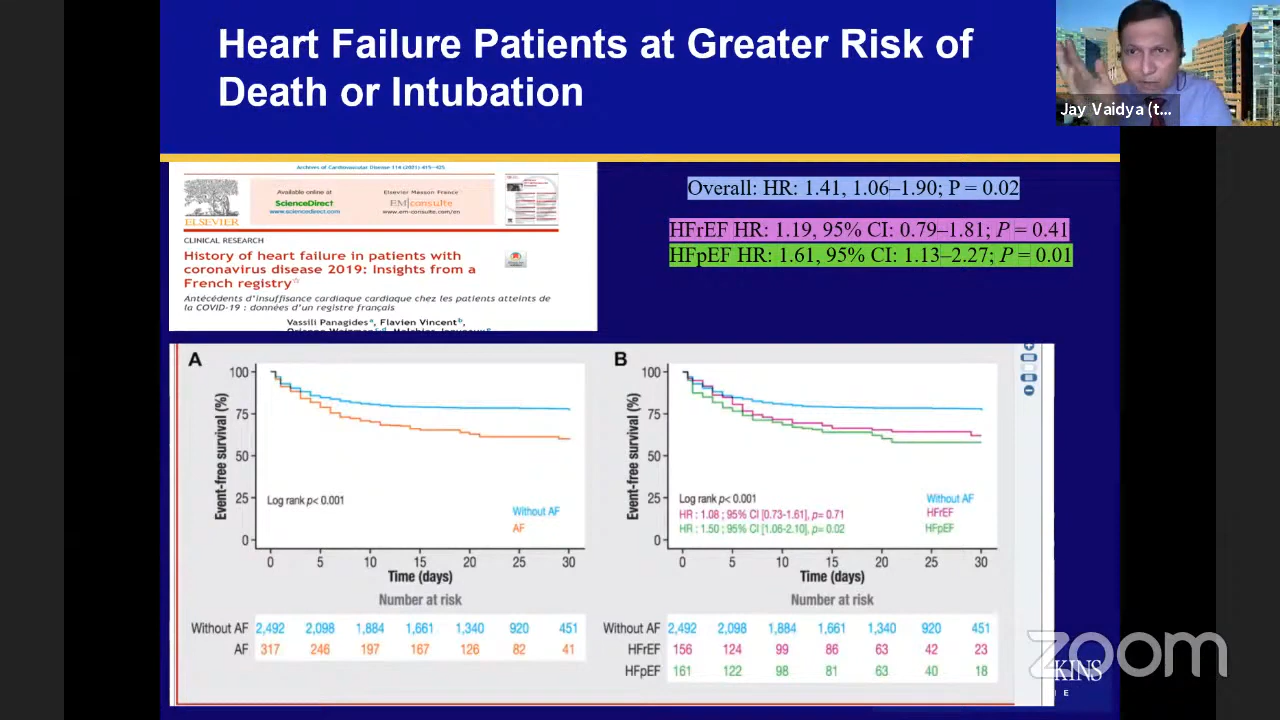 Heart Failure Patients at Greater Risk of
Death or Intubation
Jay Vaidya (t...
Archives of Cardiovascular Disease 114 (2021) 415–425
ELSEVIER
Available online at
ScienceDirect
www.sciencedirect.com
Elsevier Masson France
EM|consulte
www.em-consulte.com/en
CLINICAL RESEARCH
History of heart failure in patients with
coronavirus disease 2019: Insights from a
French registry☆
Antécédents d'insuffisance cardiaque cardiaque chez les patients atteints de
la COVID-19 : données d'un registre français
Vassili Panagides a, Flavien Vincent b,
Overall: HR: 1.41, 1.06–1.90; P = 0.02
HFrEF HR: 1.19, 95% CI: 0.79–1.81; P = 0.41
HFpEF HR: 1.61, 95% CI: 1.13–2.27; P = 0.01
A
Event-free survival (%)
100
75
50
25
0
Log rank p< 0.001
Without AF
AF
0 5 10 15 20 25 30
Time (days)
Number at risk
Without AF 2,492 2,098 1,884 1,661 1,340 920 451
AF 317 246 197 167 126 82 41
B
Event-free survival (%)
100
75
50
25
0
Log rank p< 0.001
HR : 1.08 ; 95% CI [0.73-1.61], p= 0.71
HR : 1.50 ; 95% CI [1.06-2.10], p= 0.02
Without AF
HFrEF
HFpEF
0 5 10 15 20 25 30
Time (days)
Number at risk
Without AF 2,492 2,098 1,884 1,661 1,340 920 451
HFrEF 156 124 99 86 63 42 23
HFpEF 161 122 98 81 63 40 18
zoom
KINS
E